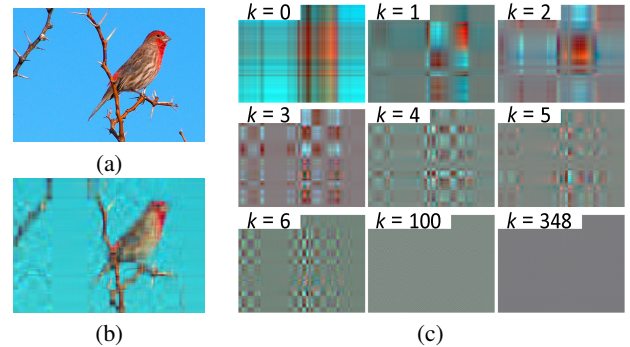 (a)
(b)
k = 0
k = 1
k = 2
k = 3
k = 4
k = 5
k = 6
k = 100
k = 348
(c)